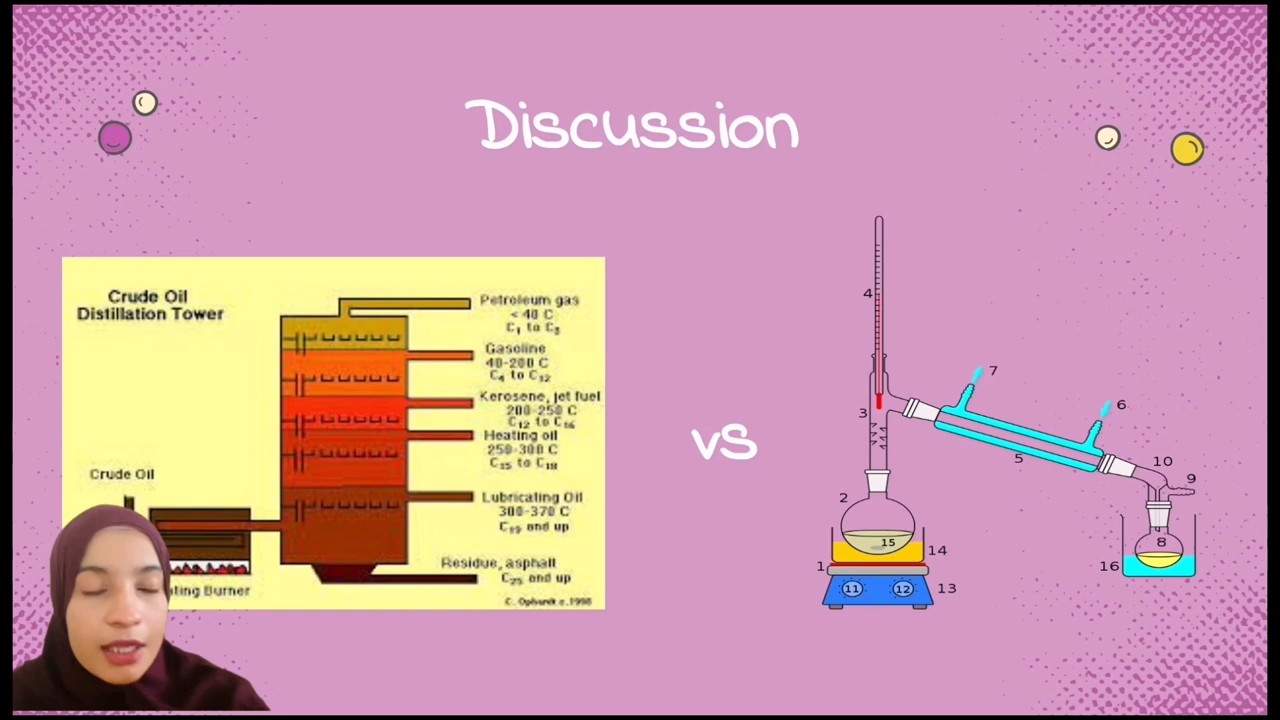 Discussion
Crude Oil
Distillation Tower
Petroleum gas
< 40 C
C₁ to C₃
Gasoline
40-200 C
C₄ to C₁₂
Kerosene, jet fuel
200-250 C
C₁₂ to C₁₆
Heating oil
250-300 C
C₁₅ to C₁₈
Crude Oil
Lubricating Oil
300-370 C
C₁₉ and up
Residue, asphalt
C₂₅ and up
Burner
C. Ophardt c. 1998
vs
4
7
6
3
5
10
9
2
15
8
14
1
16
11
12
13